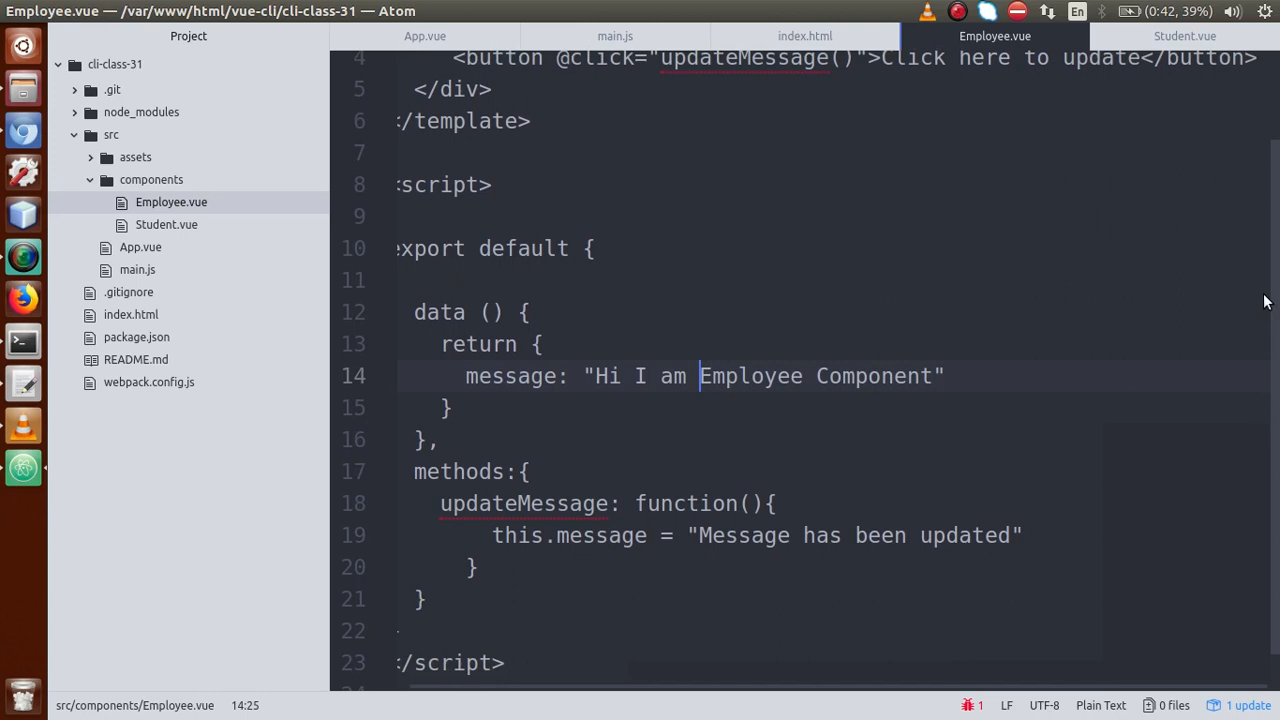 Employee.vue — /var/www/html/vue-cli/cli-class-31 — Atom
En
(0:42, 39%)
Project
App.vue
main.js
index.html
Employee.vue
Student.vue
cli-class-31
.git
node_modules
src
assets
components
Employee.vue
Student.vue
App.vue
main.js
.gitignore
index.html
package.json
README.md
webpack.config.js
4 <button @click="updateMessage()">Click here to update</button>
5 </div>
6 </template>
7
8 <script>
9
10 export default {
11
12 data () {
13 return {
14 message: "Hi I am Employee Component"
15 }
16 },
17 methods:{
18 updateMessage: function(){
19 this.message = "Message has been updated"
20 }
21 }
22 }
23 </script>
src/components/Employee.vue
14:25
1
LF
UTF-8
Plain Text
0 files
1 update